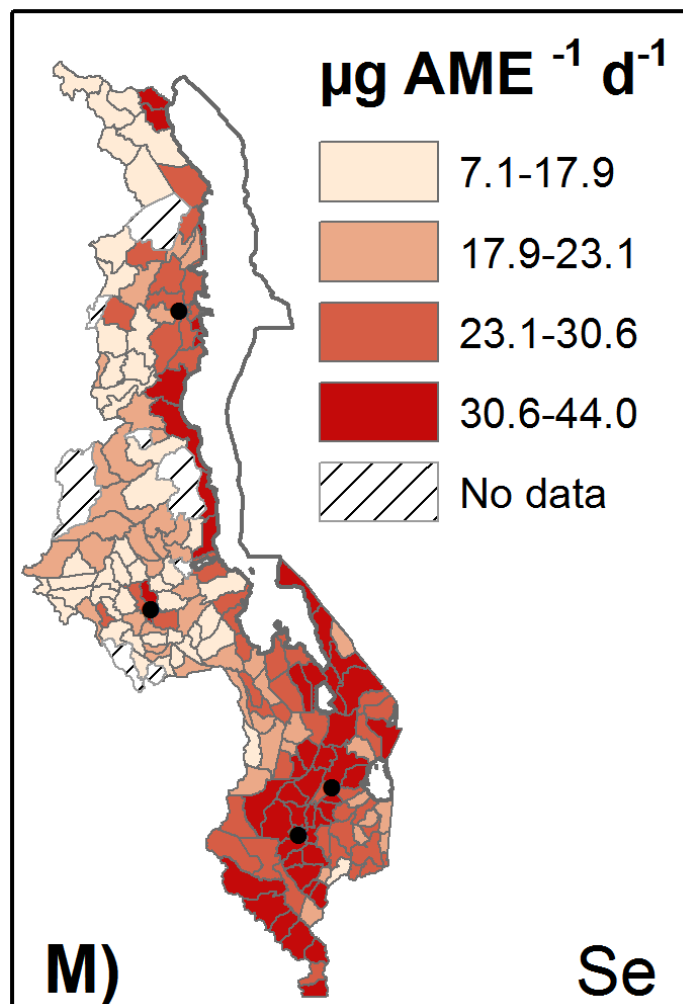 µg AME ⁻¹ d⁻¹
7.1-17.9
17.9-23.1
23.1-30.6
30.6-44.0
No data
M) Se